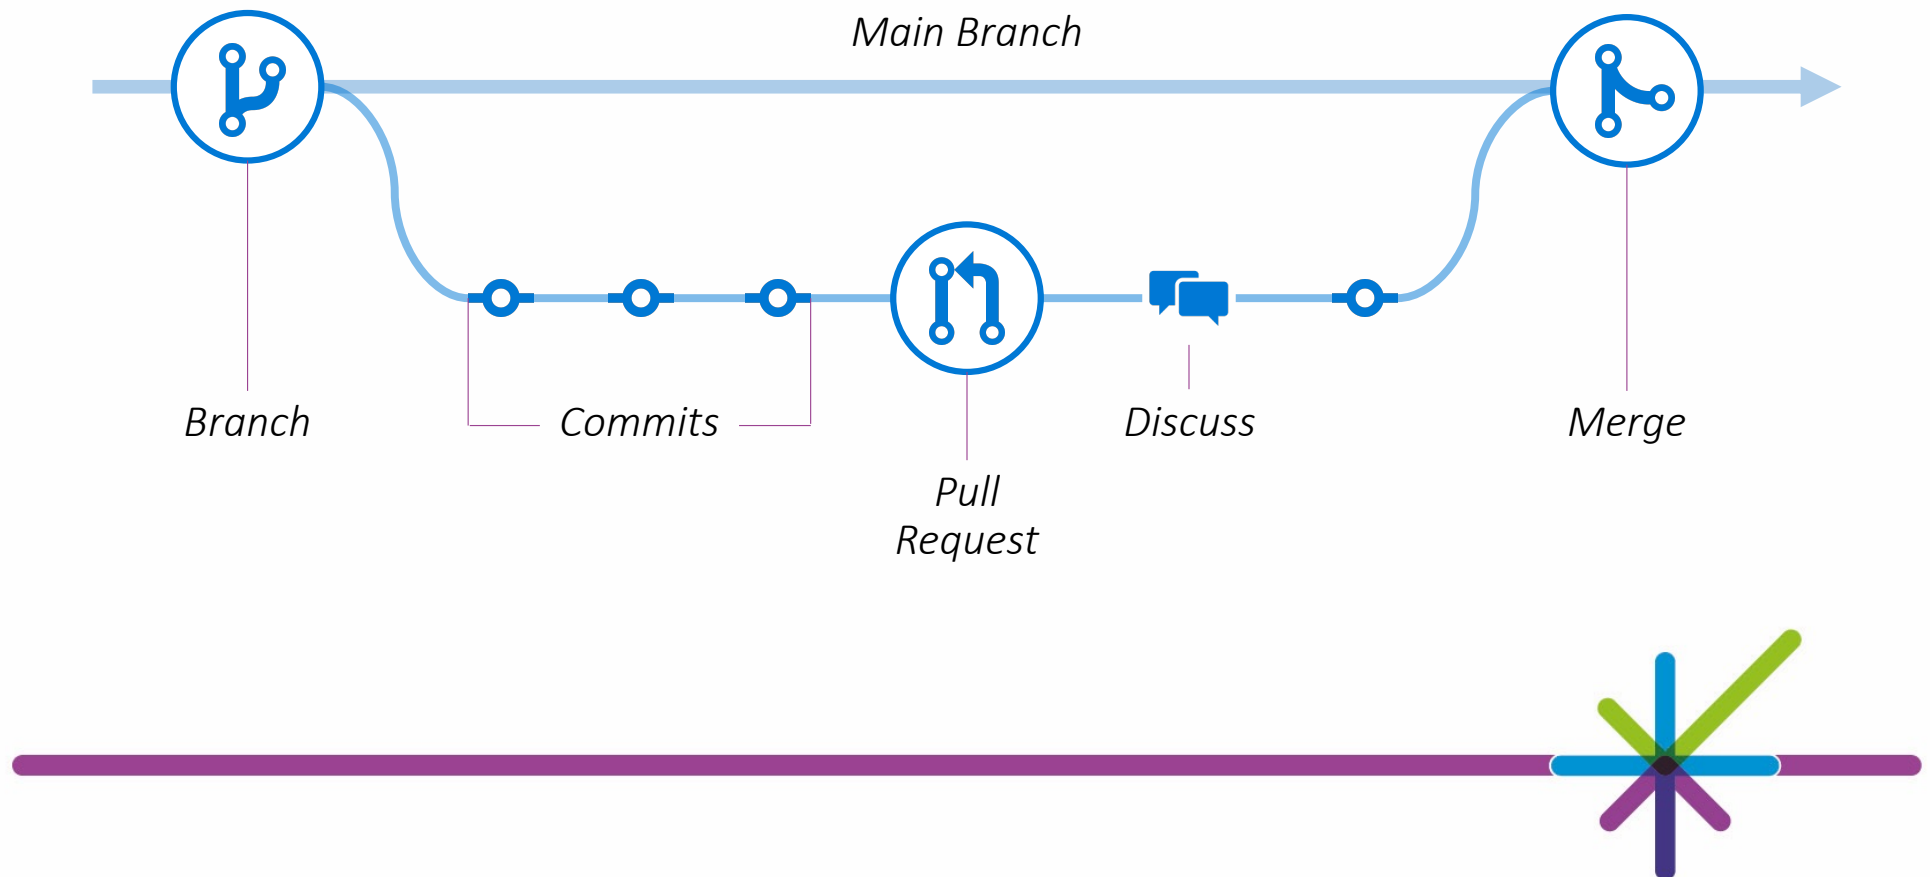 Main Branch
Branch
Commits
Pull
Request
Discuss
Merge